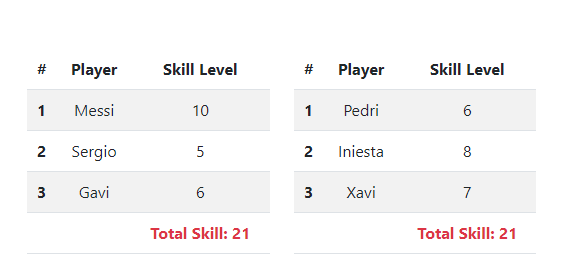 # Player Skill Level
1 Messi 10
2 Sergio 5
3 Gavi 6
Total Skill: 21
# Player Skill Level
1 Pedri 6
2 Iniesta 8
3 Xavi 7
Total Skill: 21